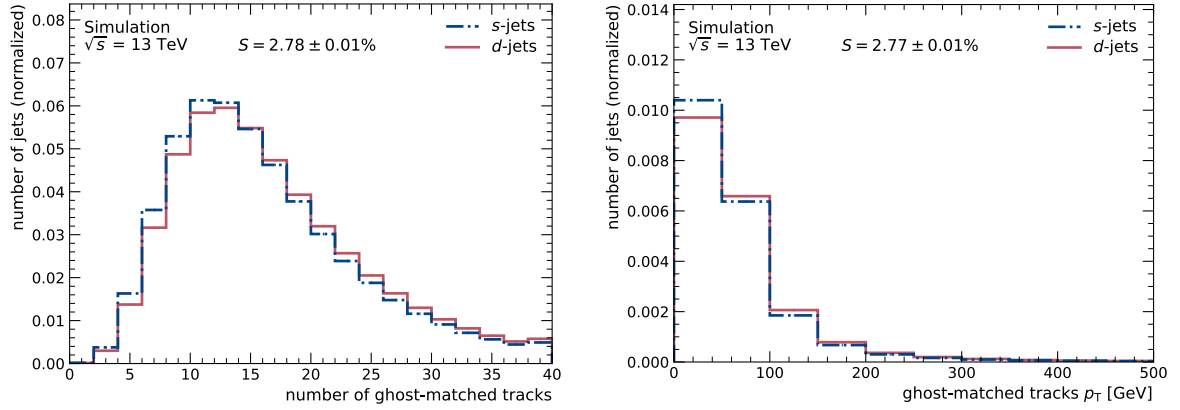 number of jets (normalized)
0.08
0.07
0.06
0.05
0.04
0.03
0.02
0.01
0.00
Simulation
√s = 13 TeV
S = 2.78 ± 0.01%
s-jets
d-jets
0 5 10 15 20 25 30 35 40
number of ghost-matched tracks
number of jets (normalized)
0.014
0.012
0.010
0.008
0.006
0.004
0.002
0.000
Simulation
√s = 13 TeV
S = 2.77 ± 0.01%
s-jets
d-jets
0 100 200 300 400 500
ghost-matched tracks pT [GeV]